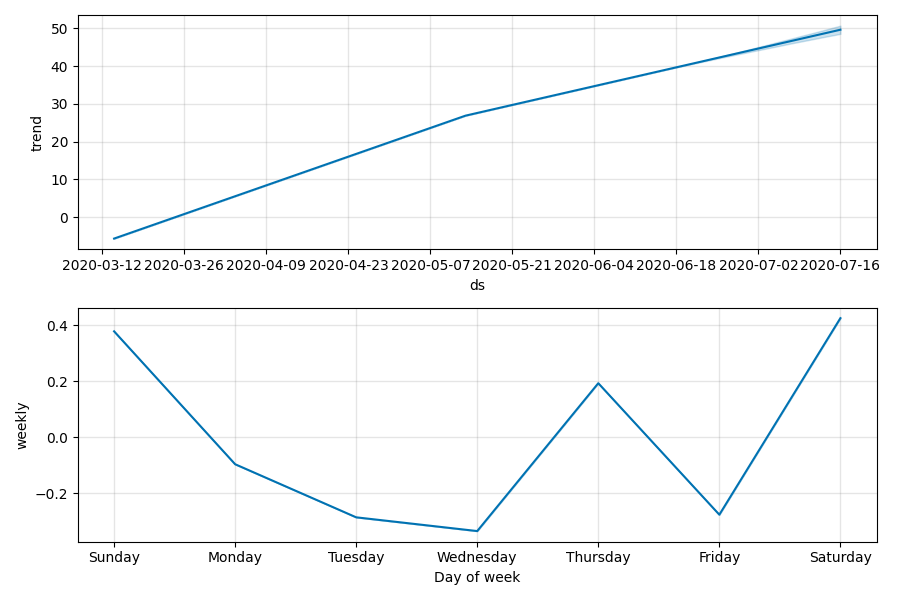 50
40
30
20
10
0
trend
2020-03-12 2020-03-26 2020-04-09 2020-04-23 2020-05-07 2020-05-21 2020-06-04 2020-06-18 2020-07-02 2020-07-16
ds
0.4
0.2
0.0
−0.2
weekly
Sunday Monday Tuesday Wednesday Thursday Friday Saturday
Day of week